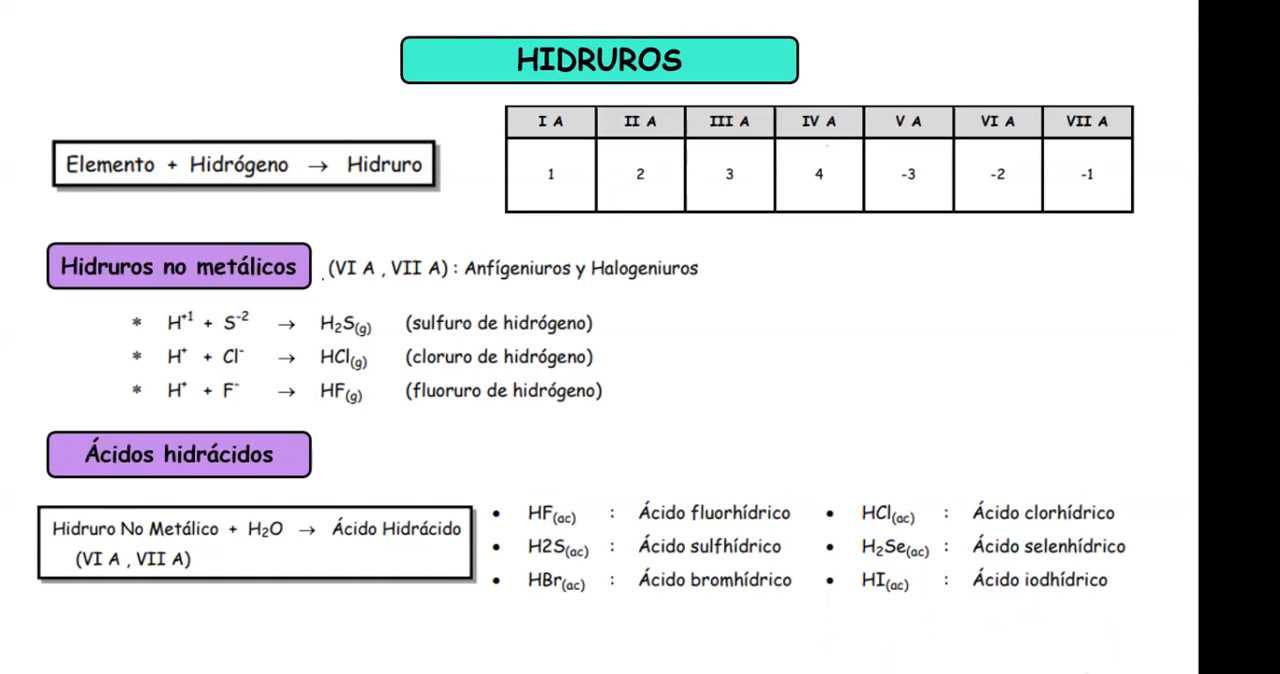 HIDRUROS
I A II A III A IV A V A VI A VII A
1 2 3 4 -3 -2 -1
Elemento + Hidrógeno → Hidruro
Hidruros no metálicos (VI A , VII A) : Anfígeniuros y Halogeniuros
* H⁺¹ + S⁻² → H₂S(g) (sulfuro de hidrógeno)
* H⁺ + Cl⁻ → HCl(g) (cloruro de hidrógeno)
* H⁺ + F⁻ → HF(g) (fluoruro de hidrógeno)
Ácidos hidrácidos
Hidruro No Metálico + H₂O → Ácido Hidrácido
(VI A , VII A)
• HF(ac) : Ácido fluorhídrico • HCl(ac) : Ácido clorhídrico
• H2S(ac) : Ácido sulfhídrico • H₂Se(ac) : Ácido selenhídrico
• HBr(ac) : Ácido bromhídrico • HI(ac) : Ácido iodhídrico